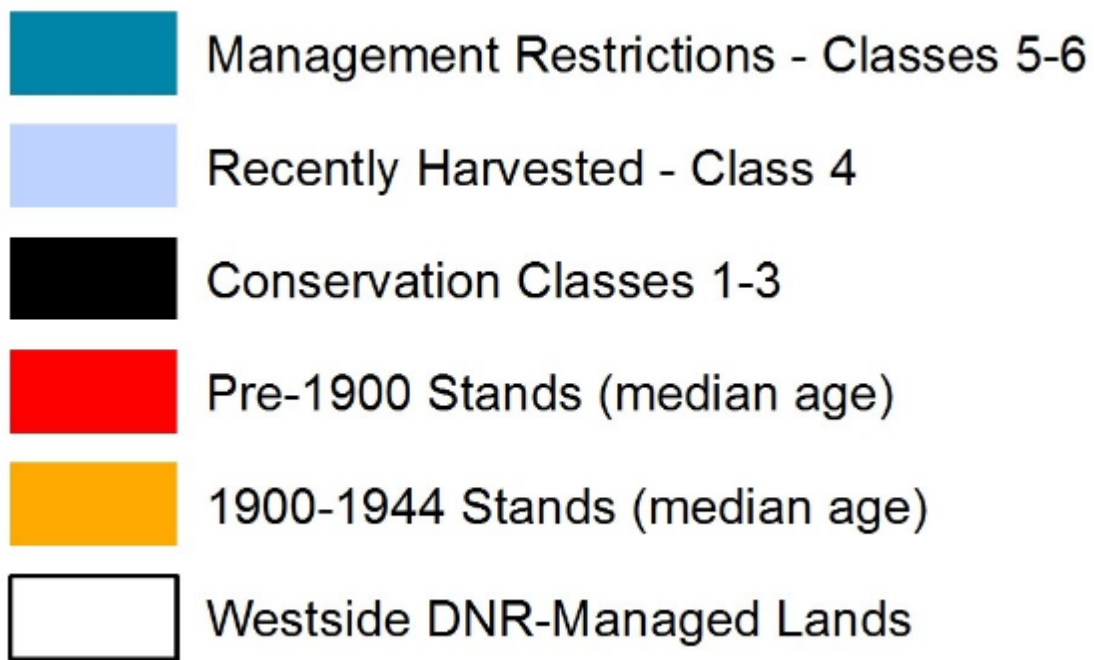 Management Restrictions - Classes 5-6
Recently Harvested - Class 4
Conservation Classes 1-3
Pre-1900 Stands (median age)
1900-1944 Stands (median age)
Westside DNR-Managed Lands